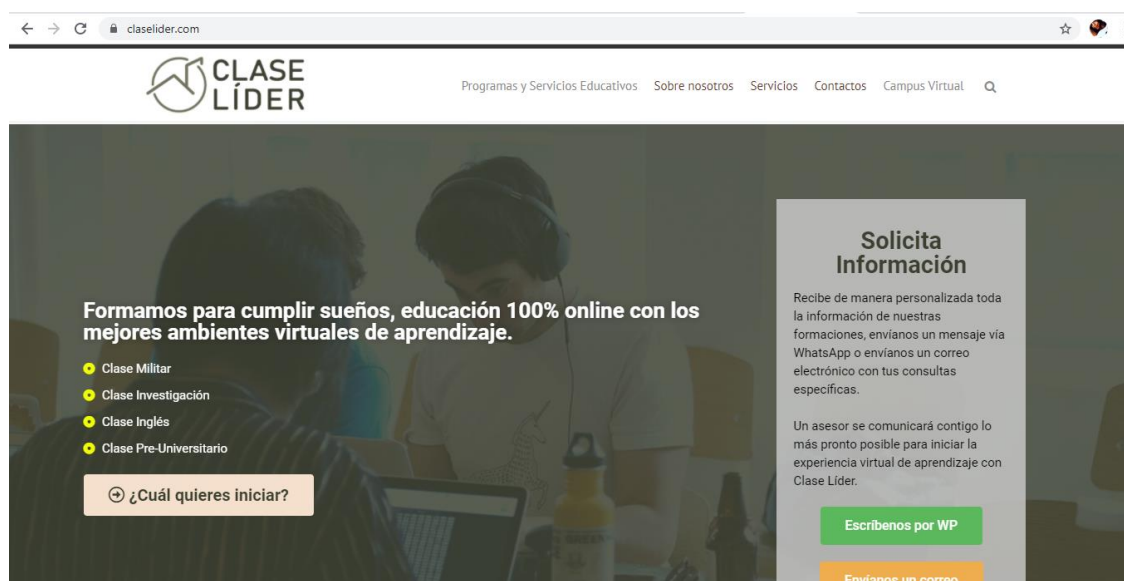 claselider.com
CLASE
LÍDER
Programas y Servicios Educativos Sobre nosotros Servicios Contactos Campus Virtual
Formamos para cumplir sueños, educación 100% online con los
mejores ambientes virtuales de aprendizaje.
Clase Militar
Clase Investigación
Clase Inglés
Clase Pre-Universitario
¿Cuál quieres iniciar?
Solicita
Información
Recibe de manera personalizada toda
la información de nuestras
formaciones, envíanos un mensaje vía
WhatsApp o envíanos un correo
electrónico con tus consultas
específicas.
Un asesor se comunicará contigo lo
más pronto posible para iniciar la
experiencia virtual de aprendizaje con
Clase Líder.
Escríbenos por WP
Envíanos un correo